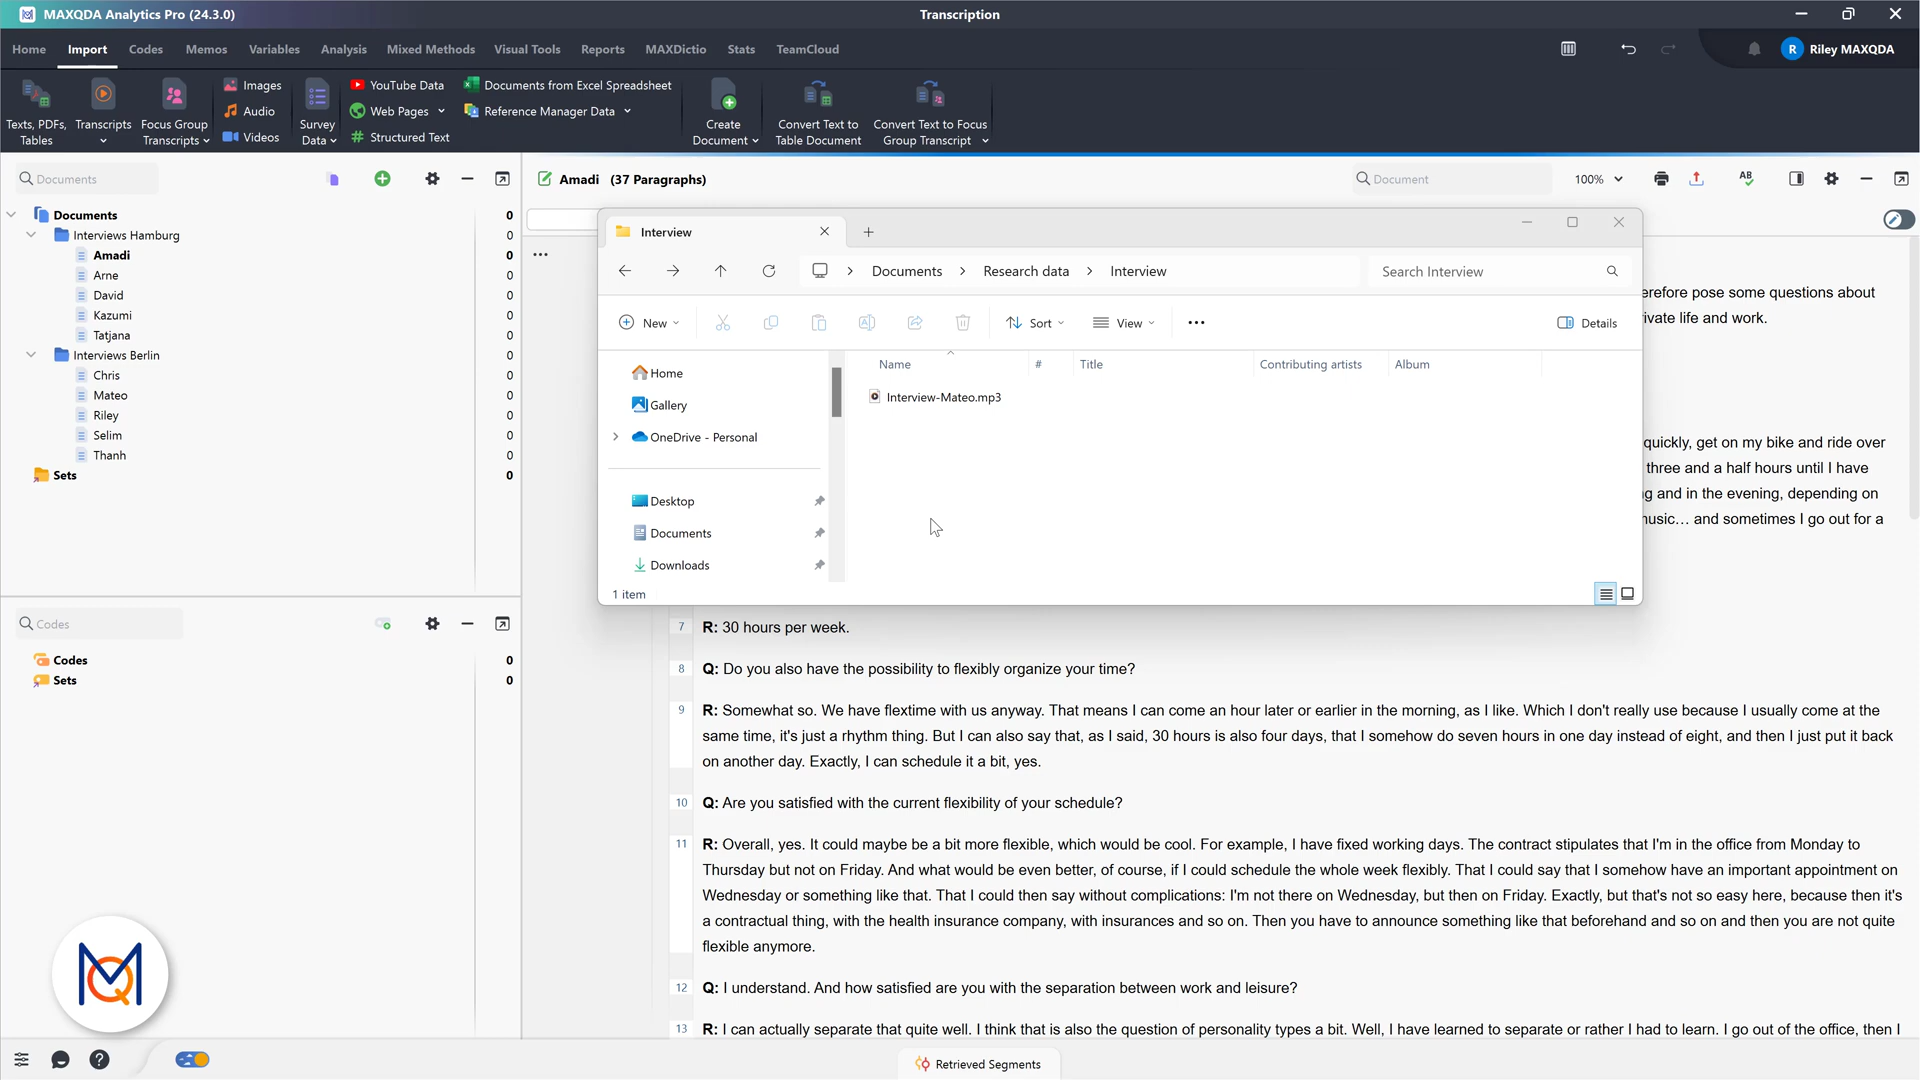 MAXQDA Analytics Pro (24.3.0)
Transcription
Home Import Codes Memos Variables Analysis Mixed Methods Visual Tools Reports MAXDictio Stats TeamCloud
R Riley MAXQDA
Texts, PDFs, Tables
Transcripts
Focus Group Transcripts
Images
Audio
Videos
Survey Data
YouTube Data
Web Pages
Structured Text
Documents from Excel Spreadsheet
Reference Manager Data
Create Document
Convert Text to Table Document
Convert Text to Focus Group Transcript
Documents
Documents 0
Interviews Hamburg 0
Amadi 0
Arne 0
David 0
Kazumi 0
Tatjana 0
Interviews Berlin 0
Chris 0
Mateo 0
Riley 0
Selim 0
Thanh 0
Sets 0
Codes
Codes 0
Sets 0
Amadi (37 Paragraphs)
Document
100%
AB
Interview
Documents > Research data > Interview
Search Interview
New
Sort
View
Details
Home
Gallery
OneDrive - Personal
Desktop
Documents
Downloads
Name # Title Contributing artists Album
Interview-Mateo.mp3
1 item
erefore pose some questions about
ivate life and work.
quickly, get on my bike and ride over
three and a half hours until I have
g and in the evening, depending on
usic… and sometimes I go out for a
7 R: 30 hours per week.
8 Q: Do you also have the possibility to flexibly organize your time?
9 R: Somewhat so. We have flextime with us anyway. That means I can come an hour later or earlier in the morning, as I like. Which I don't really use because I usually come at the
same time, it's just a rhythm thing. But I can also say that, as I said, 30 hours is also four days, that I somehow do seven hours in one day instead of eight, and then I just put it back
on another day. Exactly, I can schedule it a bit, yes.
10 Q: Are you satisfied with the current flexibility of your schedule?
11 R: Overall, yes. It could maybe be a bit more flexible, which would be cool. For example, I have fixed working days. The contract stipulates that I'm in the office from Monday to
Thursday but not on Friday. And what would be even better, of course, if I could schedule the whole week flexibly. That I could say that I somehow have an important appointment on
Wednesday or something like that. That I could then say without complications: I'm not there on Wednesday, but then on Friday. Exactly, but that's not so easy here, because then it's
a contractual thing, with the health insurance company, with insurances and so on. Then you have to announce something like that beforehand and so on and then you are not quite
flexible anymore.
12 Q: I understand. And how satisfied are you with the separation between work and leisure?
13 R: I can actually separate that quite well. I think that is also the question of personality types a bit. Well, I have learned to separate or rather I had to learn. I go out of the office, then I
Retrieved Segments